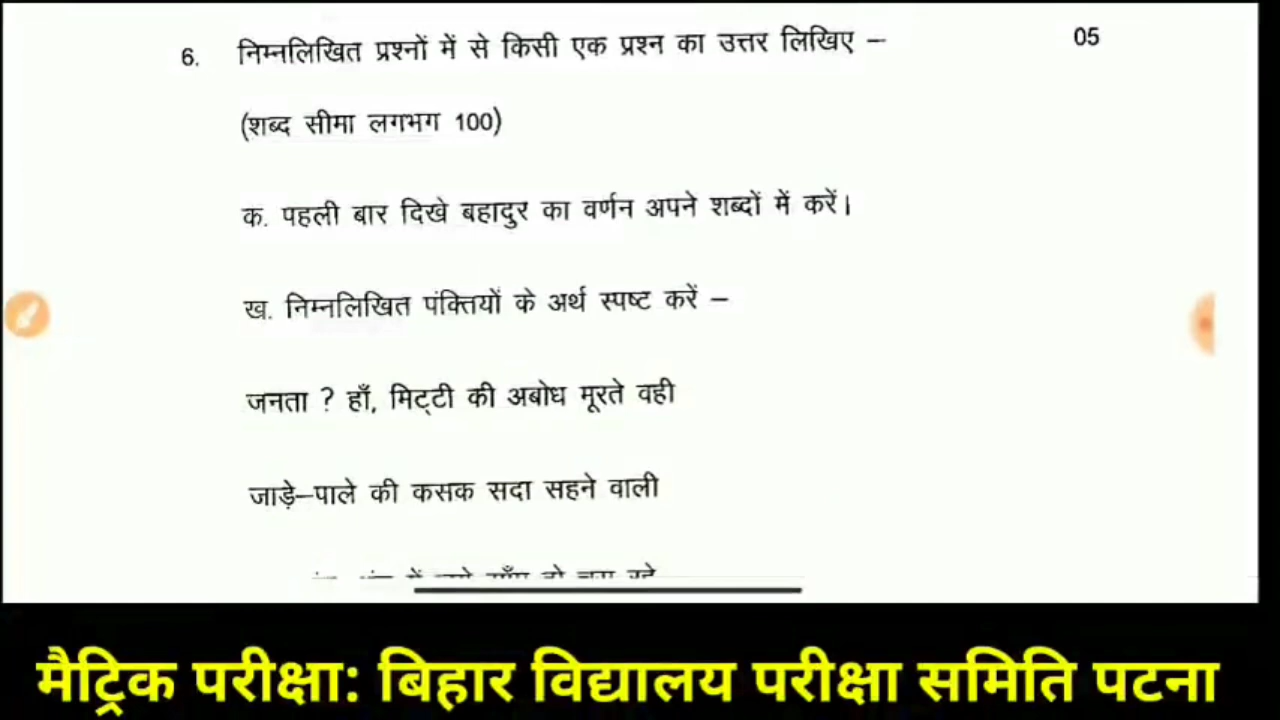 6. निम्नलिखित प्रश्नों में से किसी एक प्रश्न का उत्तर लिखिए – 05
(शब्द सीमा लगभग 100)
क. पहली बार दिखे बहादुर का वर्णन अपने शब्दों में करें।
ख. निम्नलिखित पंक्तियों के अर्थ स्पष्ट करें –
जनता ? हाँ, मिट्टी की अबोध मूरते वही
जाड़े–पाले की कसक सदा सहने वाली
मैट्रिक परीक्षा: बिहार विद्यालय परीक्षा समिति पटना